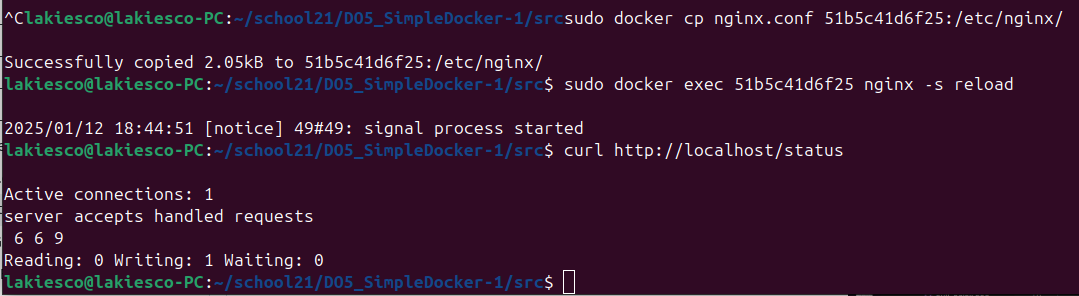 ^Clakiesco@lakiesco-PC:~/school21/DO5_SimpleDocker-1/srcsudo docker cp nginx.conf 51b5c41d6f25:/etc/nginx/
Successfully copied 2.05kB to 51b5c41d6f25:/etc/nginx/
lakiesco@lakiesco-PC:~/school21/DO5_SimpleDocker-1/src$ sudo docker exec 51b5c41d6f25 nginx -s reload
2025/01/12 18:44:51 [notice] 49#49: signal process started
lakiesco@lakiesco-PC:~/school21/DO5_SimpleDocker-1/src$ curl http://localhost/status
Active connections: 1
server accepts handled requests
6 6 9
Reading: 0 Writing: 1 Waiting: 0
lakiesco@lakiesco-PC:~/school21/DO5_SimpleDocker-1/src$